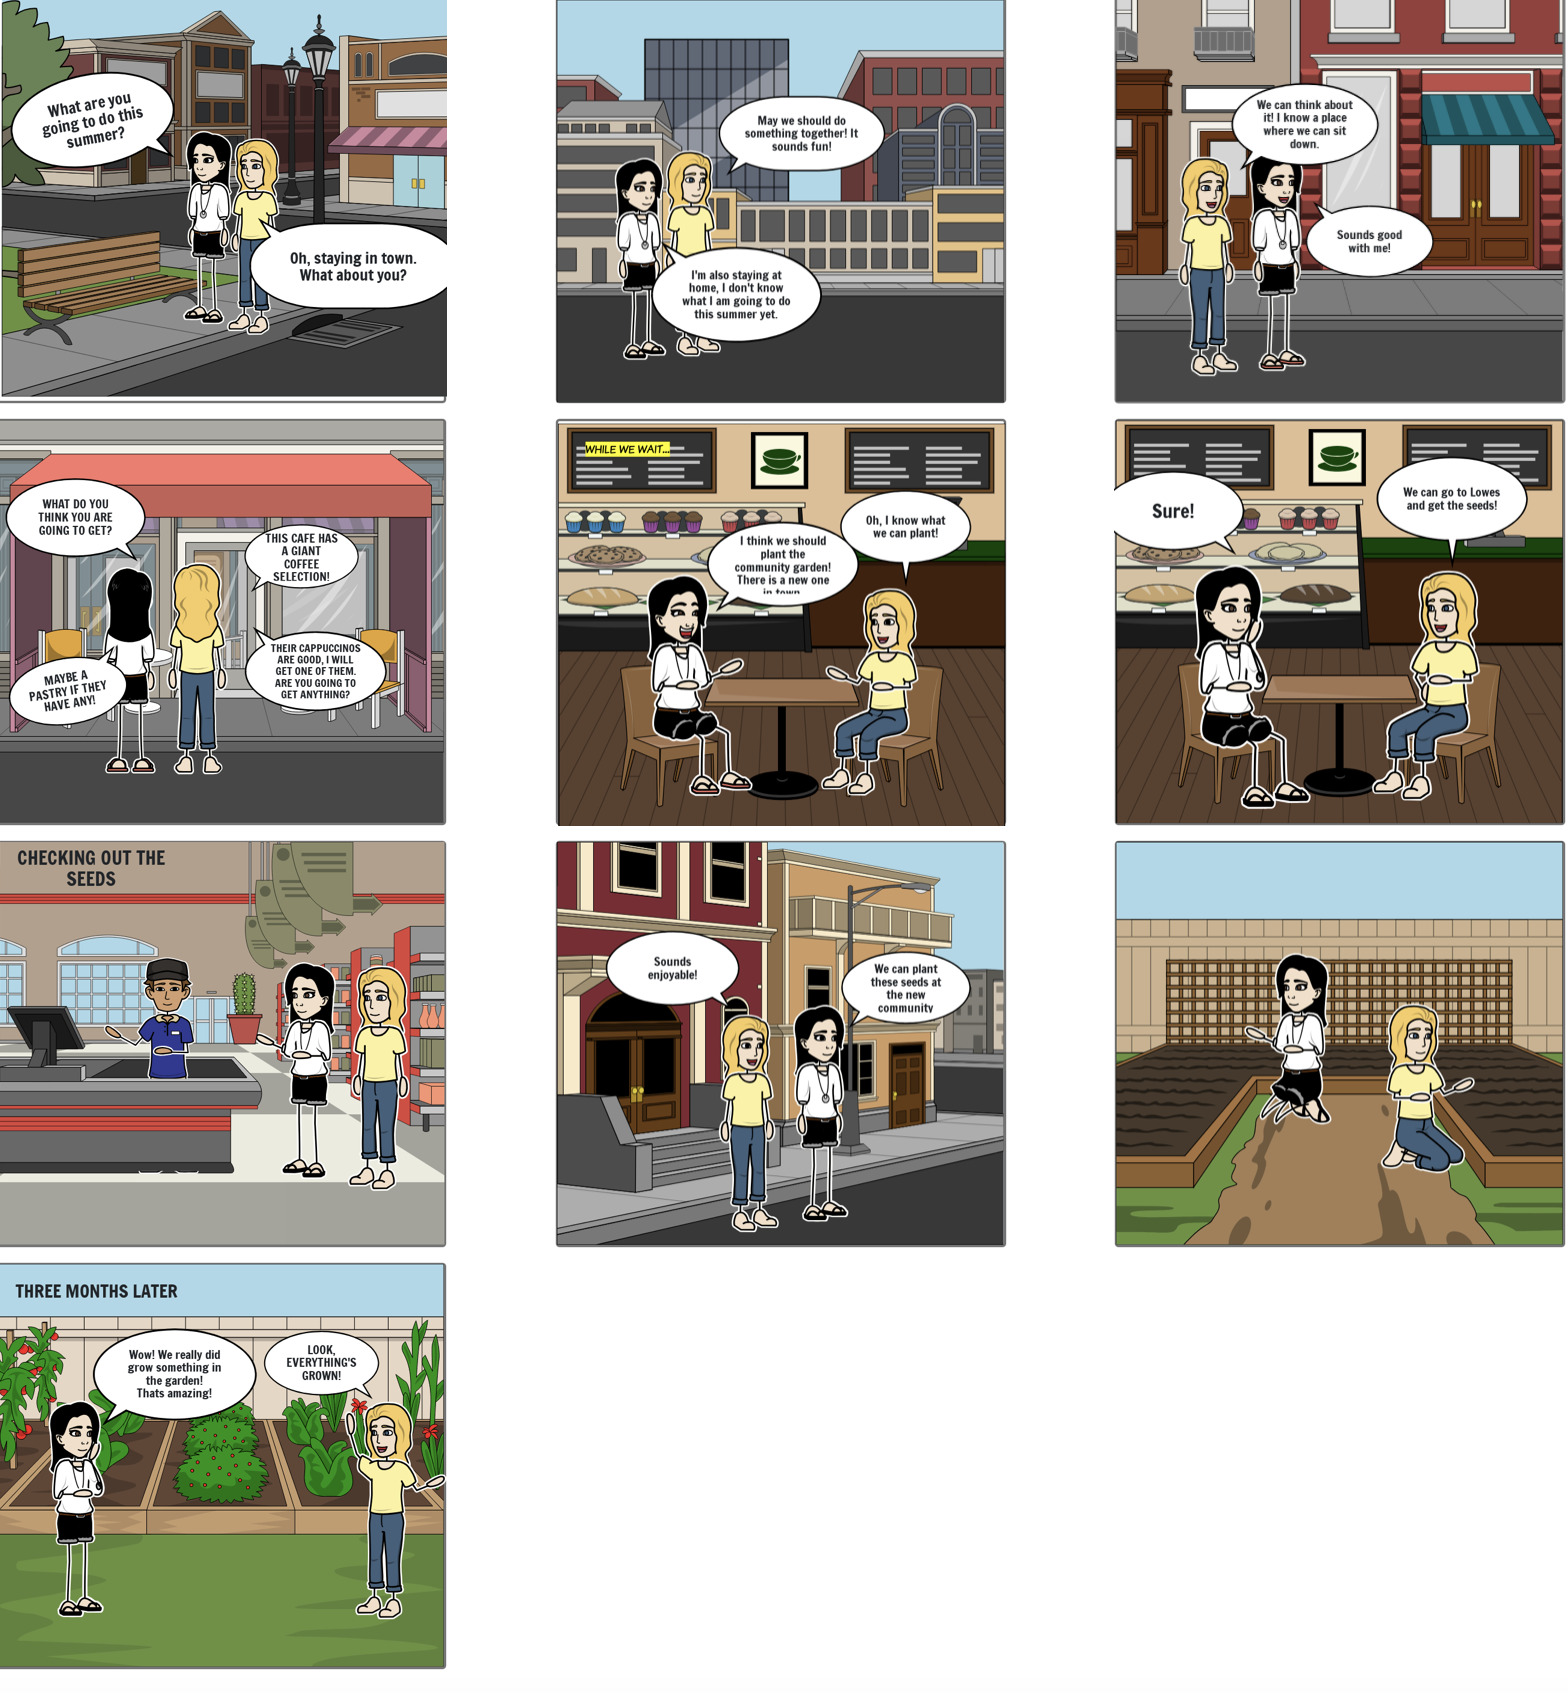 What are you
going to do this
summer?
Oh, staying in town.
What about you?
May we should do
something together! It
sounds fun!
I'm also staying at
home, I don't know
what I am going to do
this summer yet.
We can think about
it! I know a place
where we can sit
down.
Sounds good
with me!
WHAT DO YOU
THINK YOU ARE
GOING TO GET?
THIS CAFE HAS
A GIANT
COFFEE
SELECTION!
THEIR CAPPUCCINOS
ARE GOOD, I WILL
GET ONE OF THEM.
ARE YOU GOING TO
GET ANYTHING?
MAYBE A
PASTRY IF THEY
HAVE ANY!
WHILE WE WAIT...
Oh, I know what
we can plant!
I think we should
plant the
community garden!
There is a new one
in town
Sure!
We can go to Lowes
and get the seeds!
CHECKING OUT THE
SEEDS
Sounds
enjoyable!
We can plant
these seeds at
the new
community
THREE MONTHS LATER
Wow! We really did
grow something in
the garden!
Thats amazing!
LOOK,
EVERYTHING'S
GROWN!